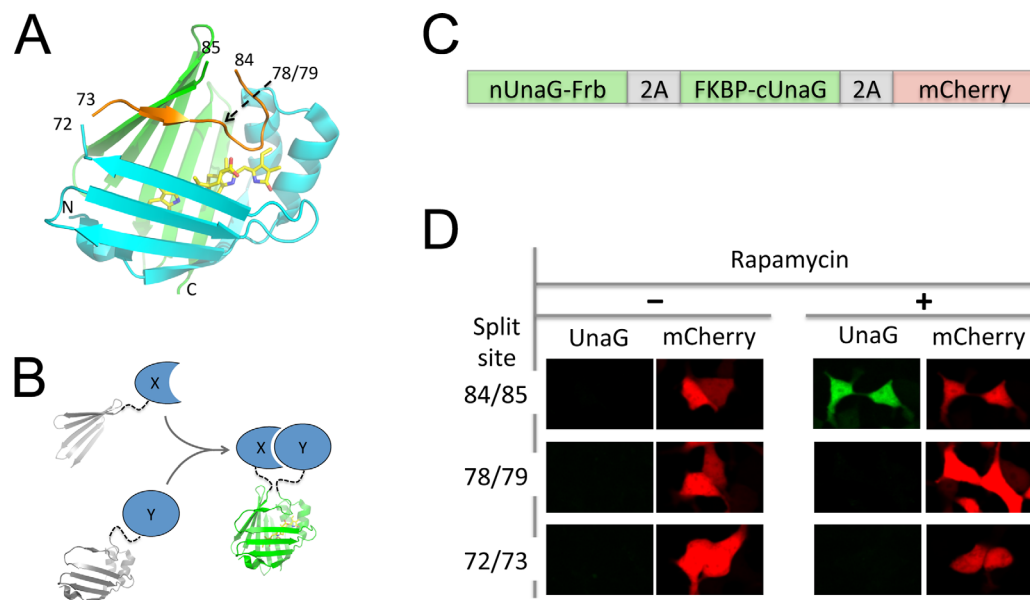 A
85
84
78/79
73
72
N
C
B
X
Y
X Y
C
nUnaG-Frb 2A FKBP-cUnaG 2A mCherry
D
Rapamycin
− +
Split site
UnaG mCherry UnaG mCherry
84/85
78/79
72/73